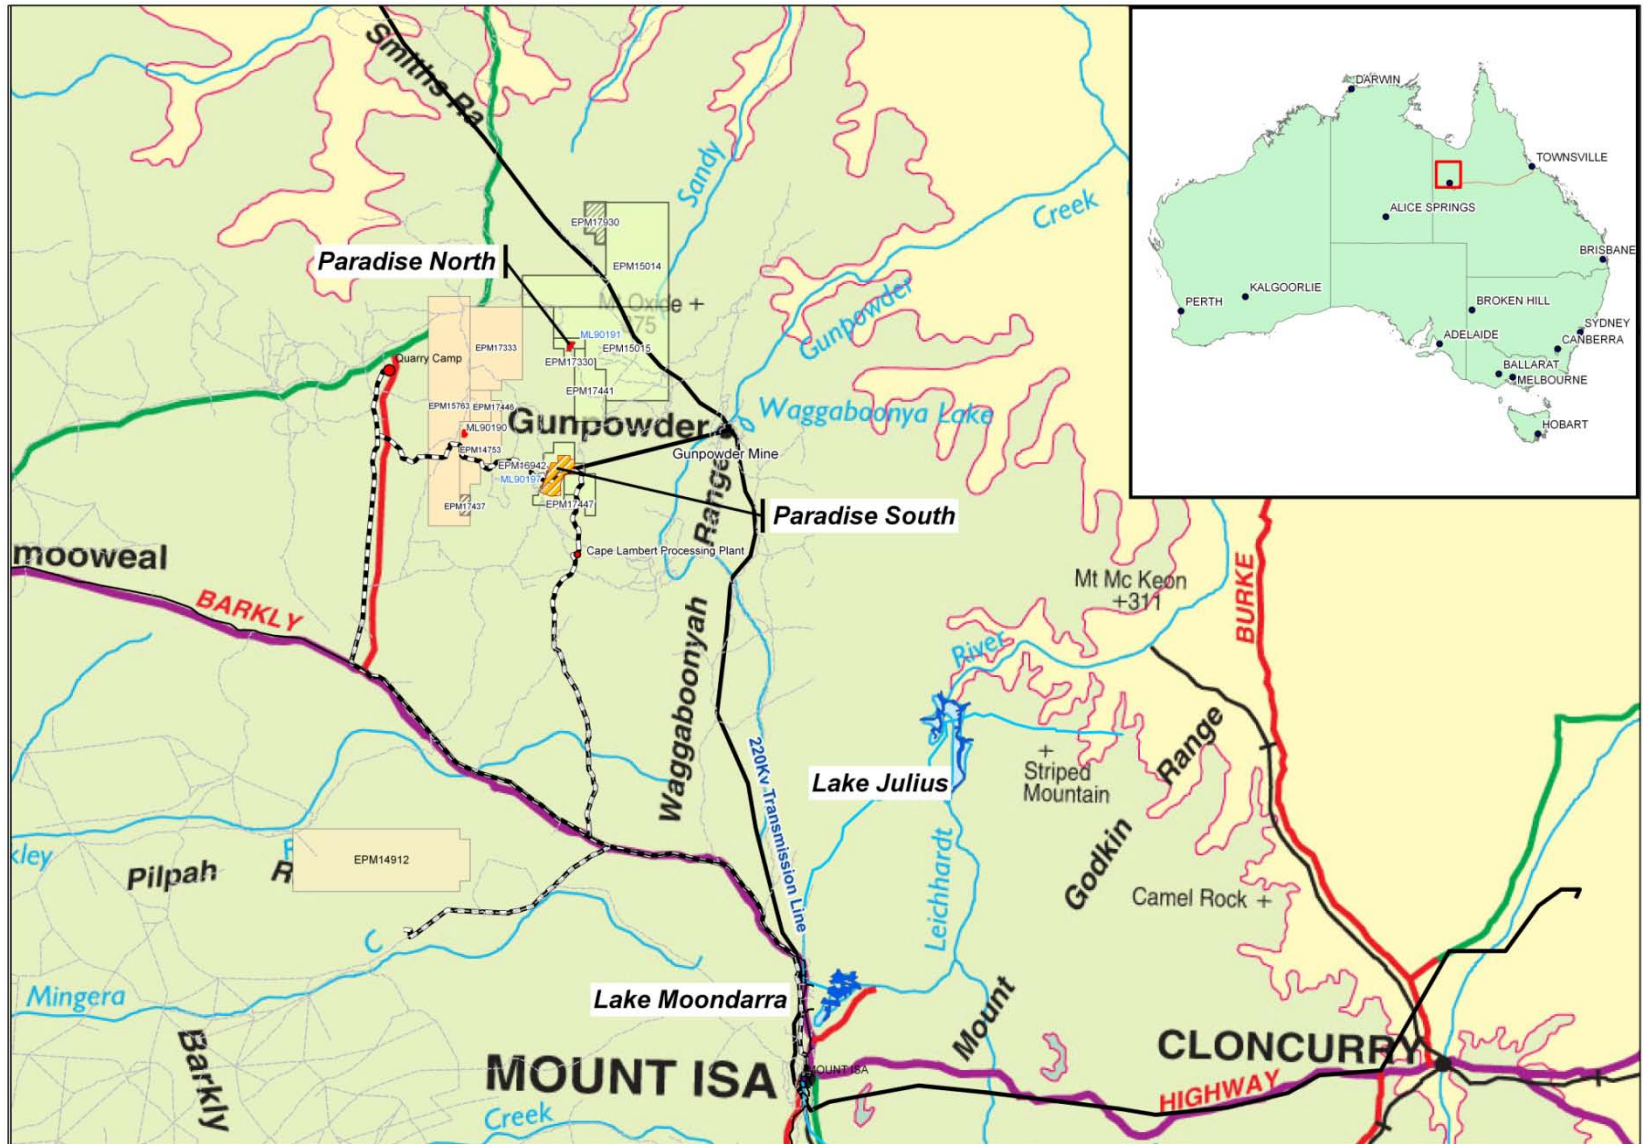 Smiths Ra
Sandy
Creek
DARWIN
TOWNSVILLE
ALICE SPRINGS
BRISBANE
KALGOORLIE
PERTH
BROKEN HILL
SYDNEY
ADELAIDE
CANBERRA
BALLARAT
MELBOURNE
HOBART
EPM17930
Paradise North
EPM15014
Mt Oxide +
675
Gunpowder
ML90191
EPM17333
EPM15015
Quarry Camp
EPM17330
EPM17441
EPM15763
EPM17446
Gunpowder
Waggaboonya Lake
ML90190
EPM14753
Gunpowder Mine
EPM16942
ML90197
EPM17437
EPM17447
Range
Paradise South
mooweal
Cape Lambert Processing Plant
BARKLY
Mt Mc Keon
+311
BURKE
Waggaboonyah
River
220Kv Transmission Line
Lake Julius
+
Striped
Mountain
Range
Godkin
kley
EPM14912
Pilpah
R
Leichhardt
Camel Rock +
C
Mingera
Lake Moondarra
Mount
Barkly
MOUNT ISA
MOUNT ISA
CLONCURRY
HIGHWAY
Creek